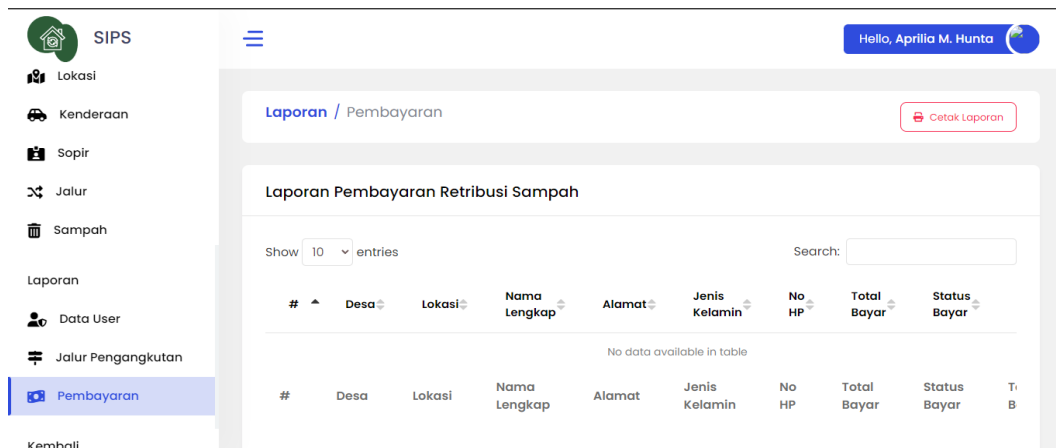 SIPS
Hello, Aprilia M. Hunta
Lokasi
Kenderaan
Sopir
Jalur
Sampah
Laporan
Data User
Jalur Pengangkutan
Pembayaran
Kembali
Laporan / Pembayaran
Cetak Laporan
Laporan Pembayaran Retribusi Sampah
Show 10 entries
Search:
# Desa Lokasi Nama Lengkap Alamat Jenis Kelamin No HP Total Bayar Status Bayar
No data available in table
# Desa Lokasi Nama Lengkap Alamat Jenis Kelamin No HP Total Bayar Status Bayar